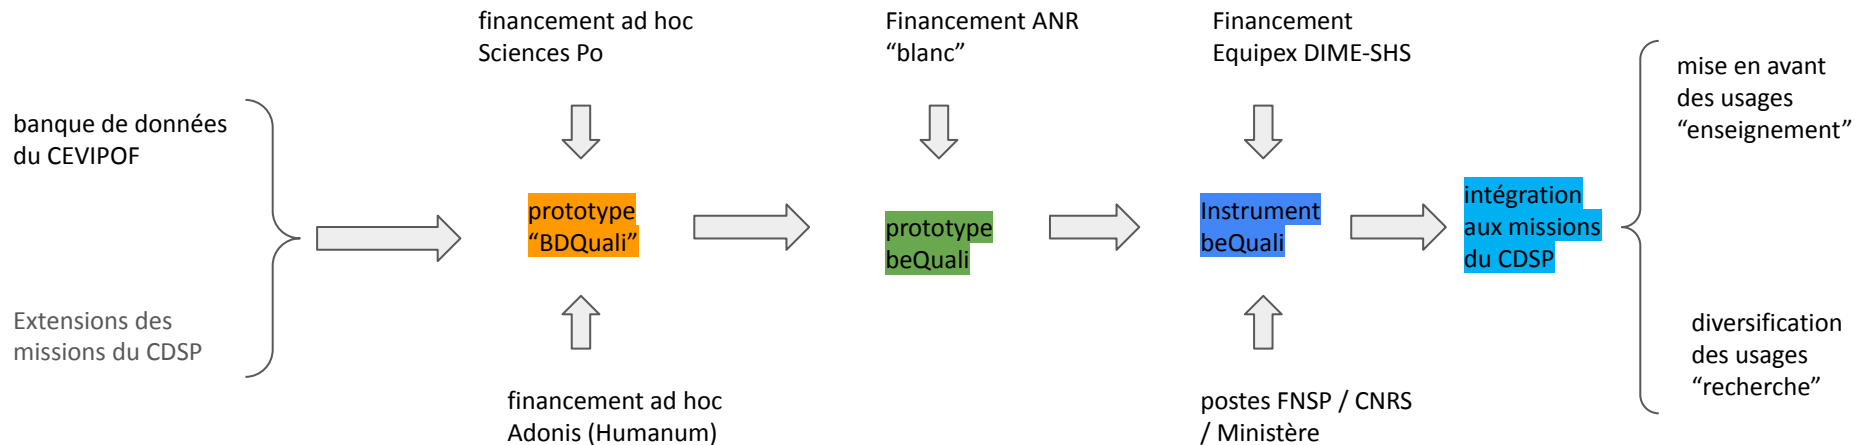 financement ad hoc
Sciences Po
Financement ANR
“blanc”
Financement
Equipex DIME-SHS
mise en avant
des usages
“enseignement”
banque de données
du CEVIPOF
prototype
“BDQuali”
prototype
beQuali
Instrument
beQuali
intégration
aux missions
du CDSP
Extensions des
missions du CDSP
diversification
des usages
“recherche”
financement ad hoc
Adonis (Humanum)
postes FNSP / CNRS
/ Ministère